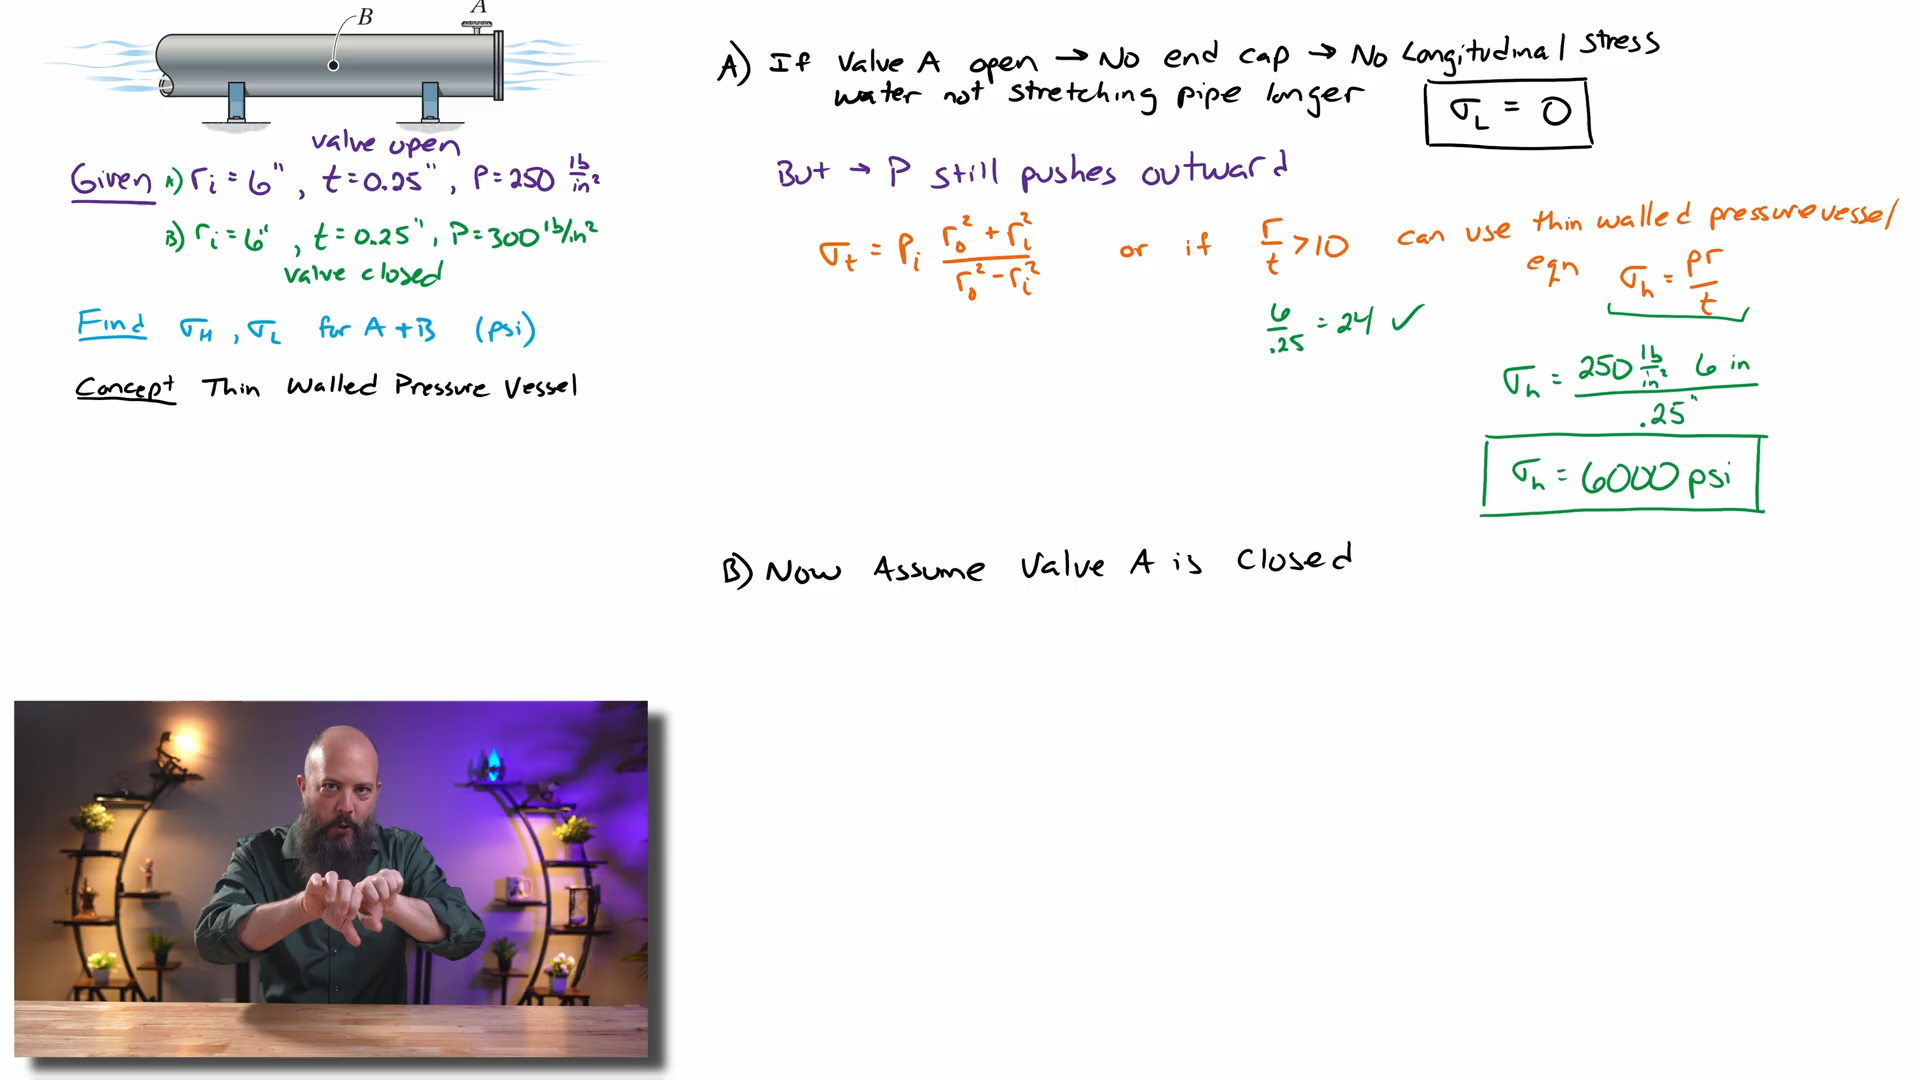 B
A
valve open
Given A) ri = 6", t = 0.25", P = 250 lb/in²
B) ri = 6", t = 0.25", P = 300 lb/in²
valve closed
Find σH, σL for A + B (psi)
Concept Thin Walled Pressure Vessel
A) If Valve A open → No end cap → No Longitudinal Stress
water not stretching pipe longer
σL = 0
But → P still pushes outward
σt = Pi (ro² + ri²)/(ro² - ri²) or if r/t > 10 can use thin walled pressure vessel
eqn σh = pr/t
6/.25 = 24 ✓
σh = 250 lb/in² 6 in / .25"
σh = 6000 psi
B) Now Assume Valve A is Closed